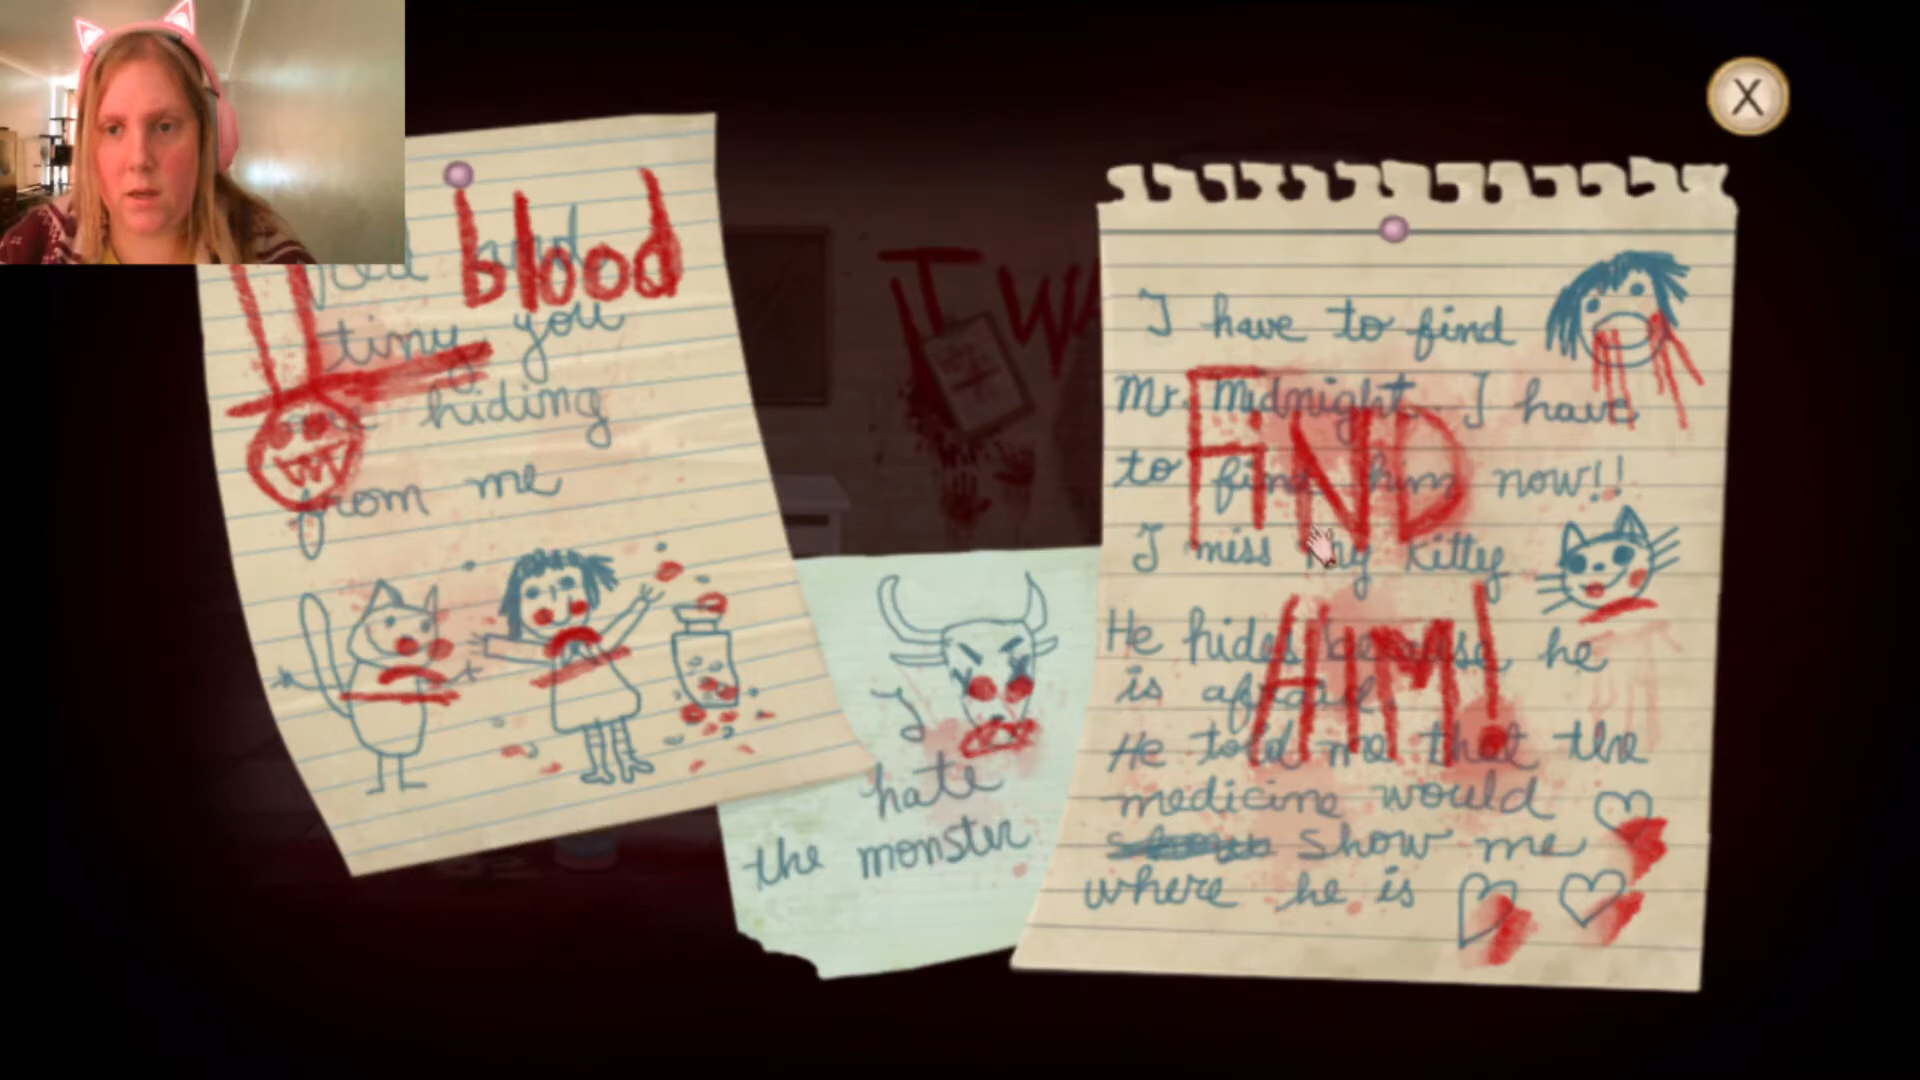 blood
tiny you
hiding
from me
I
hate
the monster
I WA
I have to find
Mr. Midnight. I have
to find him now!!
FiND
I miss my kitty
He hides because he
is afraid.
HIM!
He told me that the
medicine would
show me
where he is
X